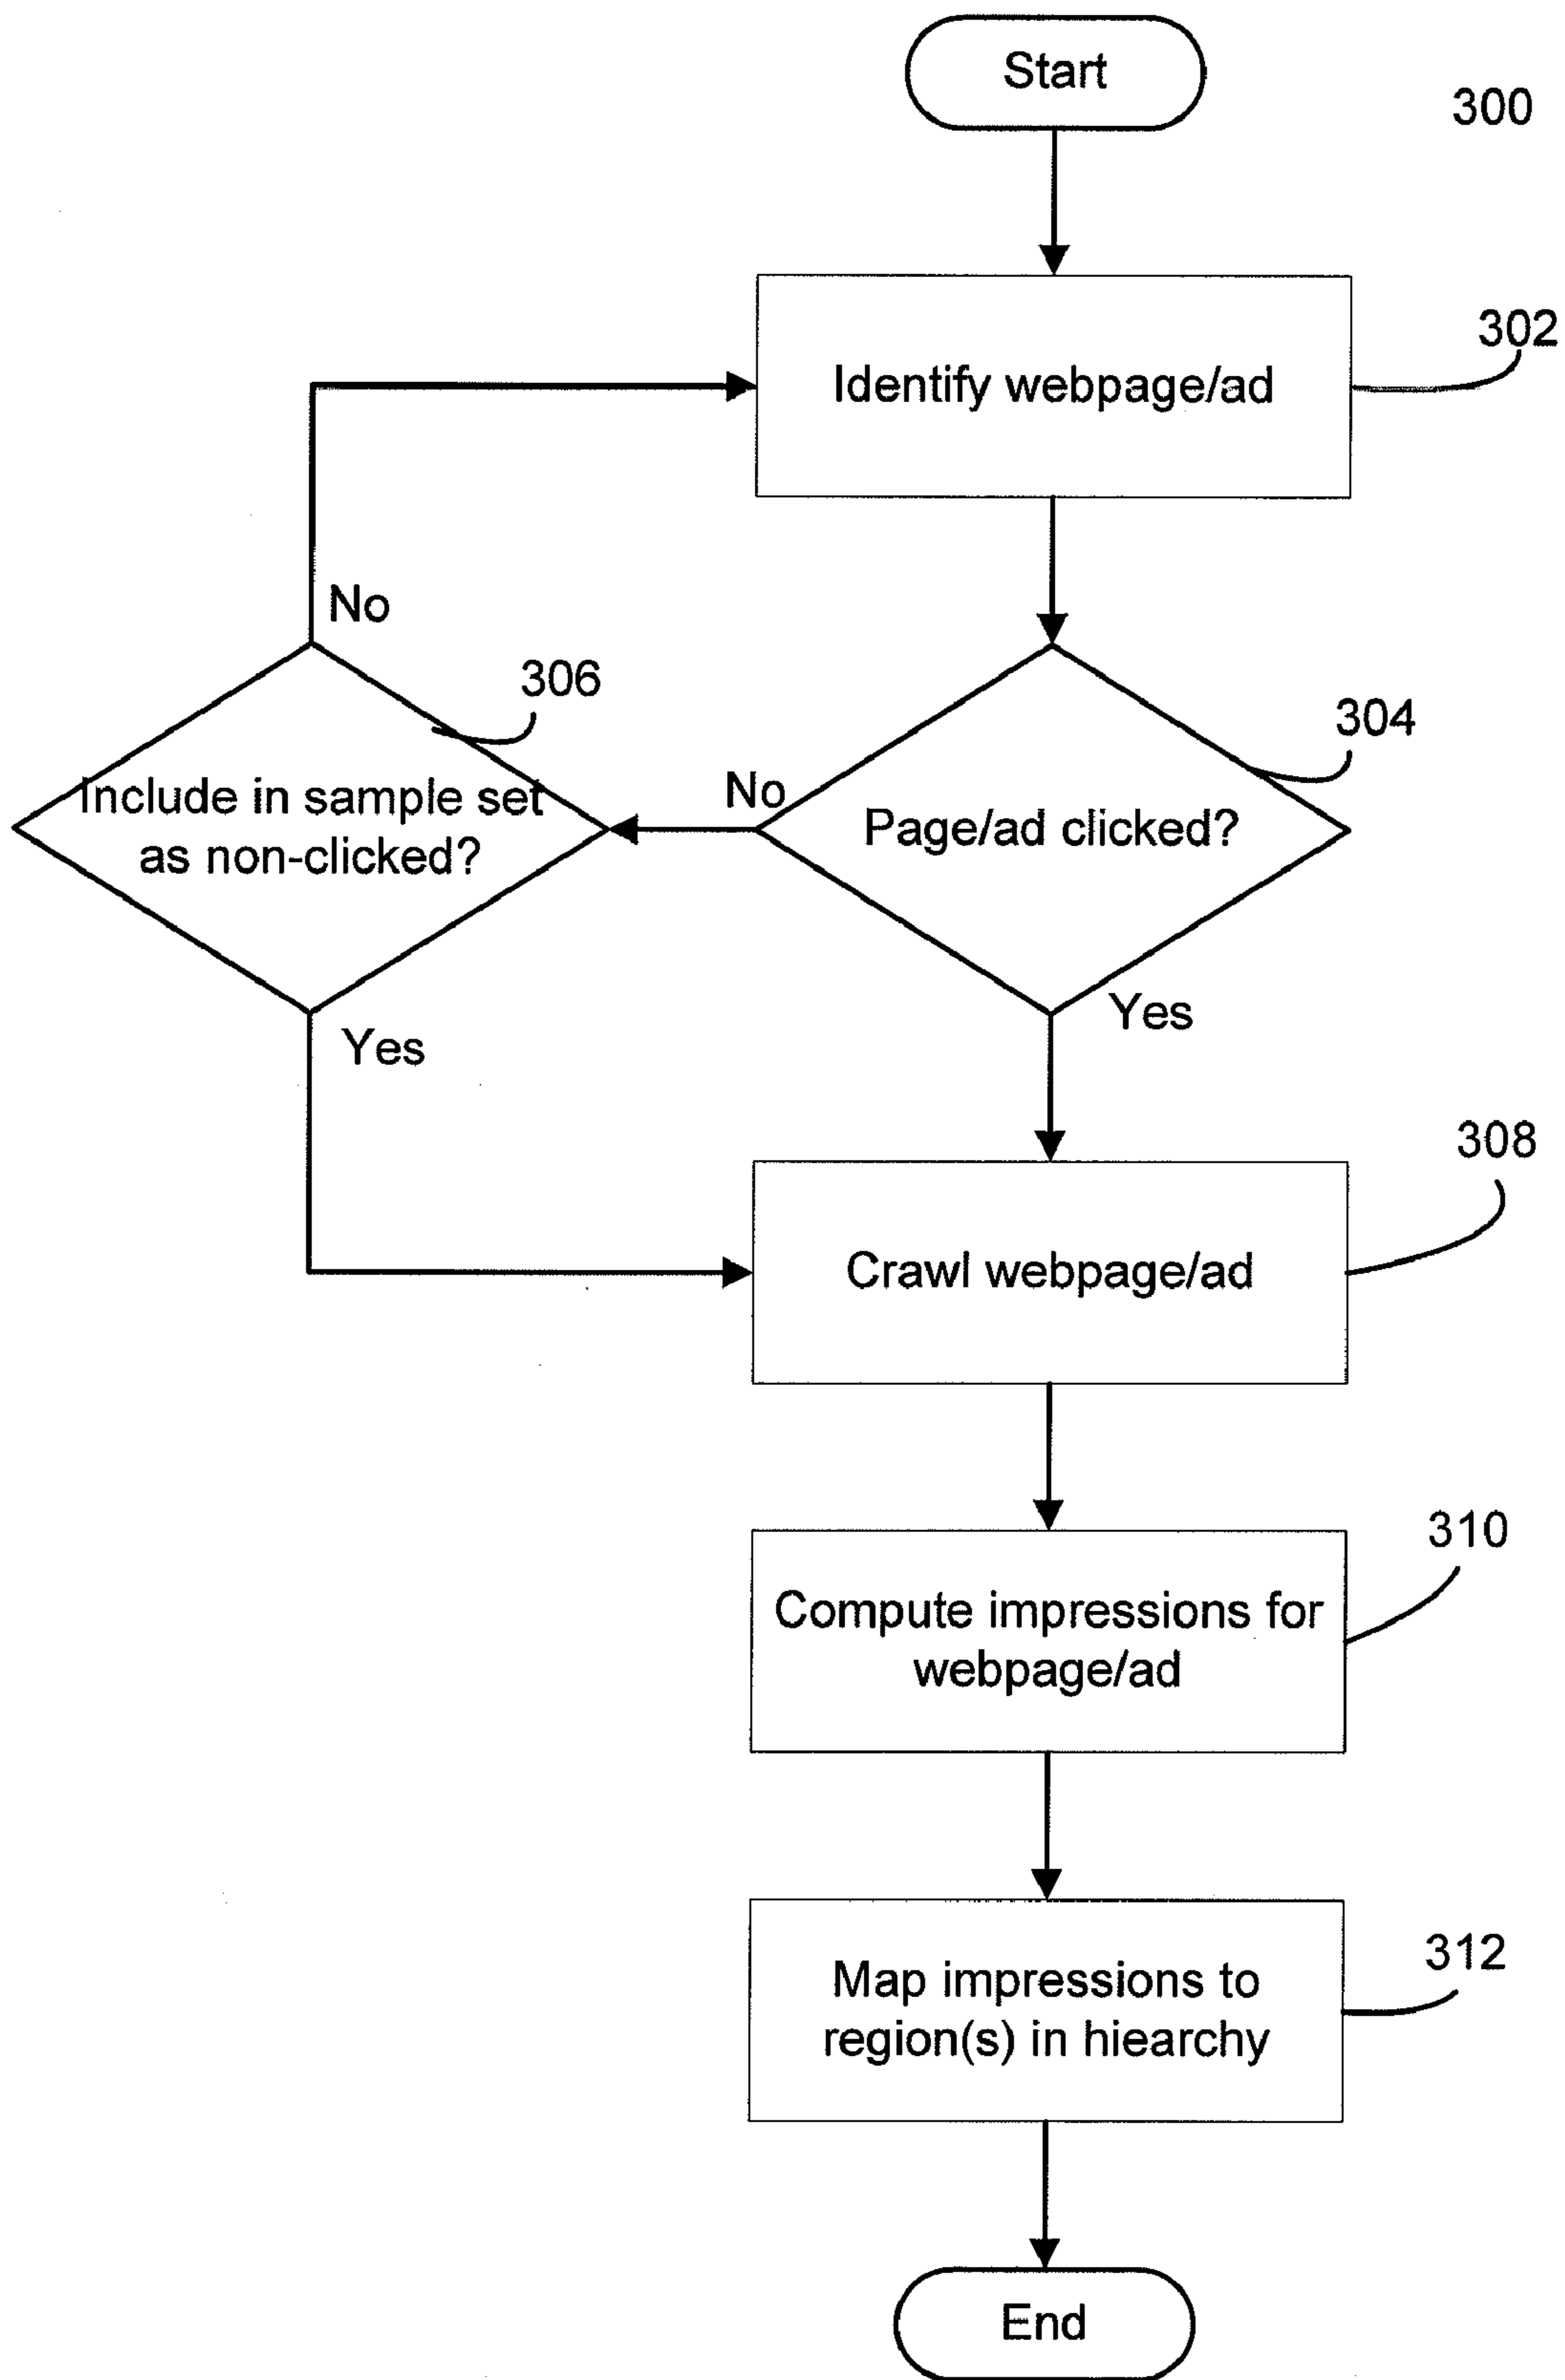 Start
300
302
Identify webpage/ad
No
306
304
Include in sample set
as non-clicked?
No
Page/ad clicked?
Yes
Yes
308
Crawl webpage/ad
310
Compute impressions for
webpage/ad
312
Map impressions to
region(s) in hiearchy
End